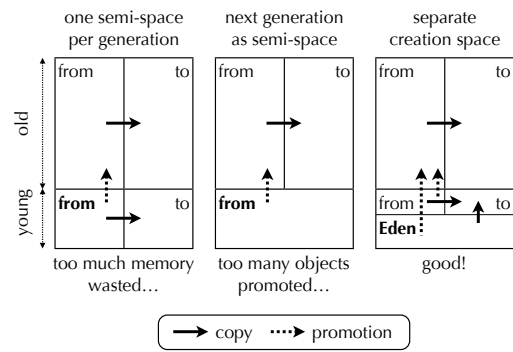 one semi-space
per generation
next generation
as semi-space
separate
creation space
from
to
from
to
from
to
old
young
from
to
from
from
to
Eden
too much memory
wasted…
too many objects
promoted…
good!
copy
promotion